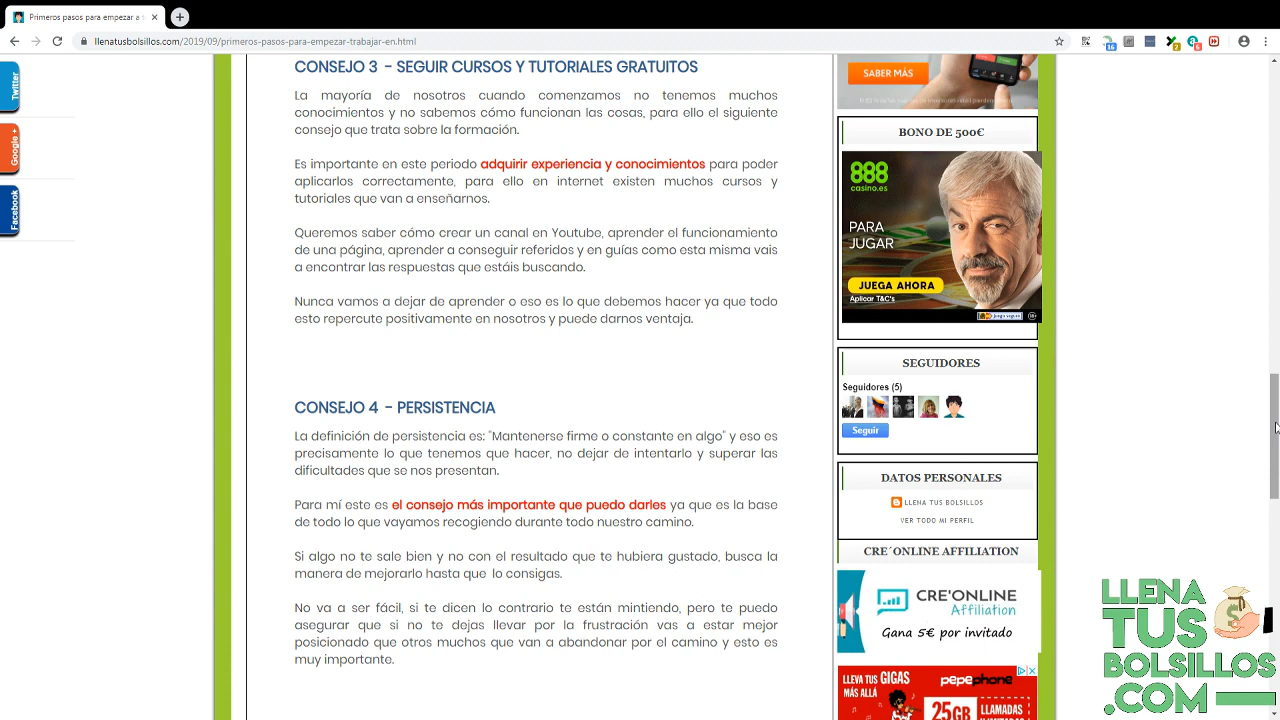 Primeros pasos para empezar a t
llenatusbolsillos.com/2019/09/primeros-pasos-para-empezar-trabajar-en.html
16
2
6
Twitter
Google +
Facebook
CONSEJO 3 - SEGUIR CURSOS Y TUTORIALES GRATUITOS
La mayoría de nosotros cuando comenzamos no tenemos muchos
conocimientos y no sabemos cómo funcionan las cosas, para ello el siguiente
consejo que trata sobre la formación.
Es importante en este periodo adquirir experiencia y conocimientos para poder
aplicarlos correctamente, para ello en internet existen muchos cursos y
tutoriales que van a enseñarnos.
Queremos saber cómo crear un canal en Youtube, aprender el funcionamiento
de una página, aprender a conseguir referidos y en guías como esta misma vais
a encontrar las respuestas que estáis buscando.
Nunca vamos a dejar de aprender o eso es lo que debemos hacer ya que todo
esto repercute positivamente en nosotros y puede darnos ventaja.
CONSEJO 4 - PERSISTENCIA
La definición de persistencia es: "Mantenerse firme o constante en algo" y eso es
precisamente lo que tenemos que hacer, no dejar de intentarlo y superar las
dificultades que se nos presentan.
Para mí este es el consejo más importante que puedo darles ya que es la base
de todo lo que vayamos recogiendo durante todo nuestro camino.
Si algo no te sale bien y no con el resultado que te hubiera gustado, busca la
manera de mejorarlo hasta que lo consigas.
No va a ser fácil, si te dicen lo contrario te están mintiendo, pero te puedo
asegurar que si no te dejas llevar por la frustración vas a estar mejor
posicionado que otros muchos que van a abandonar por el camino y esto es
muy importante.
SABER MÁS
BONO DE 500€
888
casino.es
PARA
JUGAR
JUEGA AHORA
Aplicar T&C's
SEGUIDORES
Seguidores (5)
Seguir
DATOS PERSONALES
LLENA TUS BOLSILLOS
VER TODO MI PERFIL
CRE´ONLINE AFFILIATION
CRE'ONLINE
Affiliation
Gana 5€ por invitado
LLEVA TUS GIGAS
MÁS ALLÁ
pepephone
25GB
LLAMADAS
LLENA
TUS
BOLSILLOS
.COM